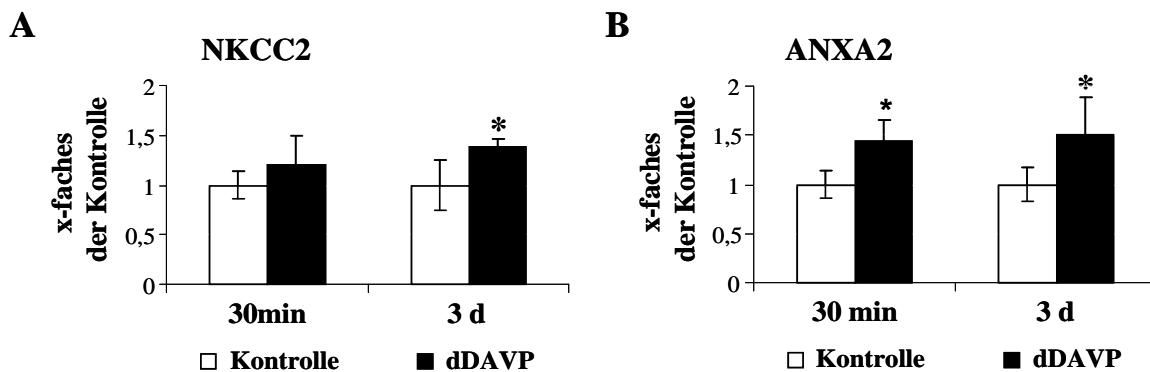 A
NKCC2
x-faches
der Kontrolle
2
1,5
1
0,5
0
*
30min
3 d
Kontrolle
dDAVP
B
ANXA2
x-faches
der Kontrolle
2
1,5
1
0,5
0
*
*
30 min
3 d
Kontrolle
dDAVP